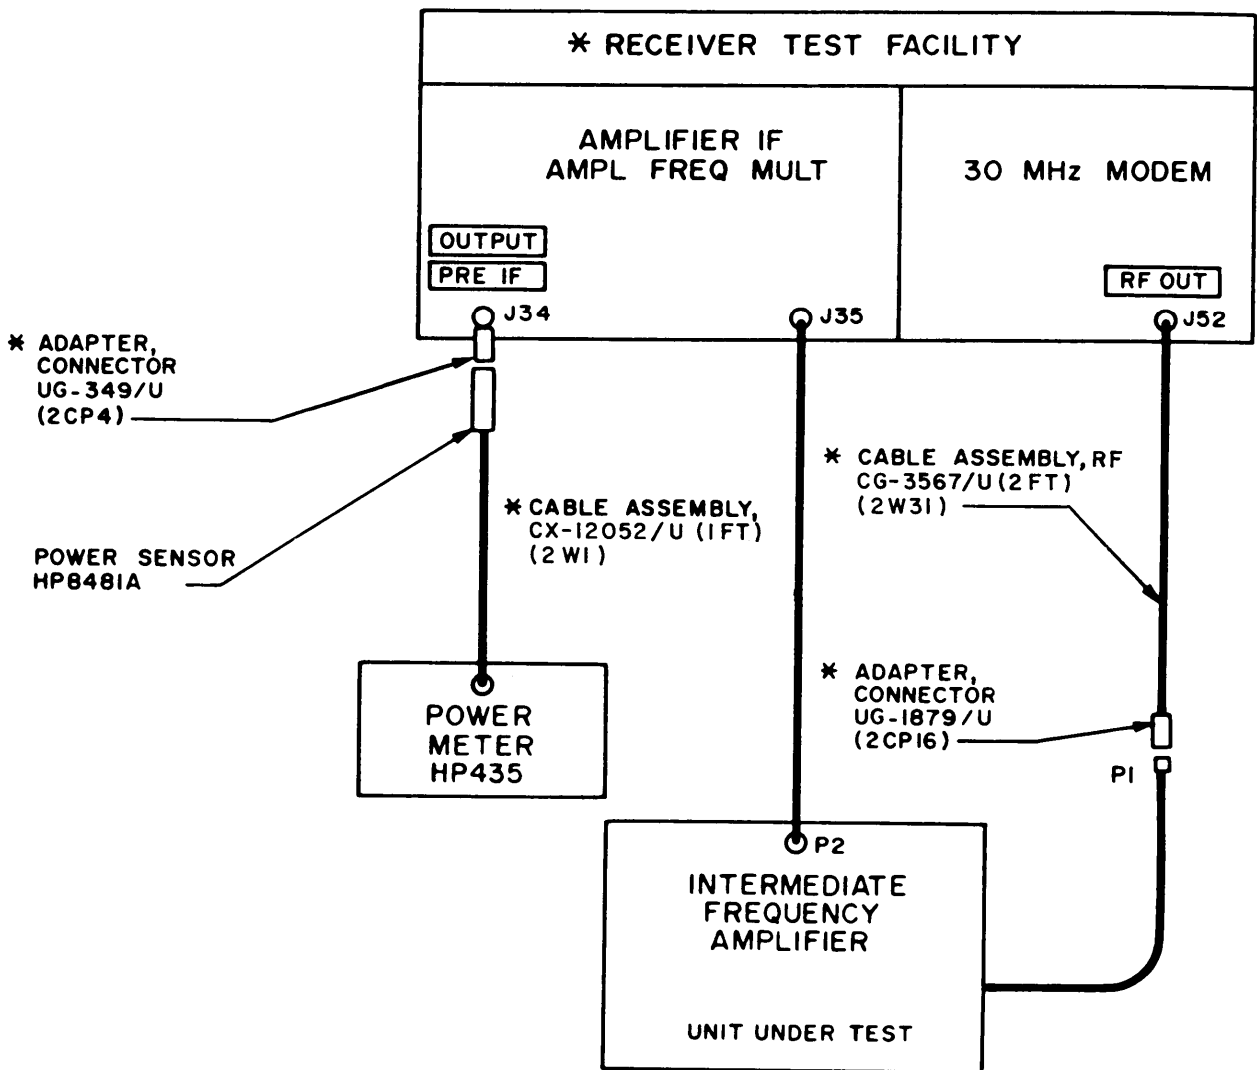 * RECEIVER TEST FACILITY
AMPLIFIER IF
AMPL FREQ MULT
30 MHz MODEM
OUTPUT
PRE IF
RF OUT
J34
J35
J52
* ADAPTER,
CONNECTOR
UG-349/U
(2CP4)
* CABLE ASSEMBLY, RF
CG-3567/U (2FT)
(2W31)
* CABLE ASSEMBLY,
CX-12052/U (1FT)
(2W1)
POWER SENSOR
HP8481A
* ADAPTER,
CONNECTOR
UG-1879/U
(2CP16)
POWER
METER
HP435
P1
P2
INTERMEDIATE
FREQUENCY
AMPLIFIER
UNIT UNDER TEST